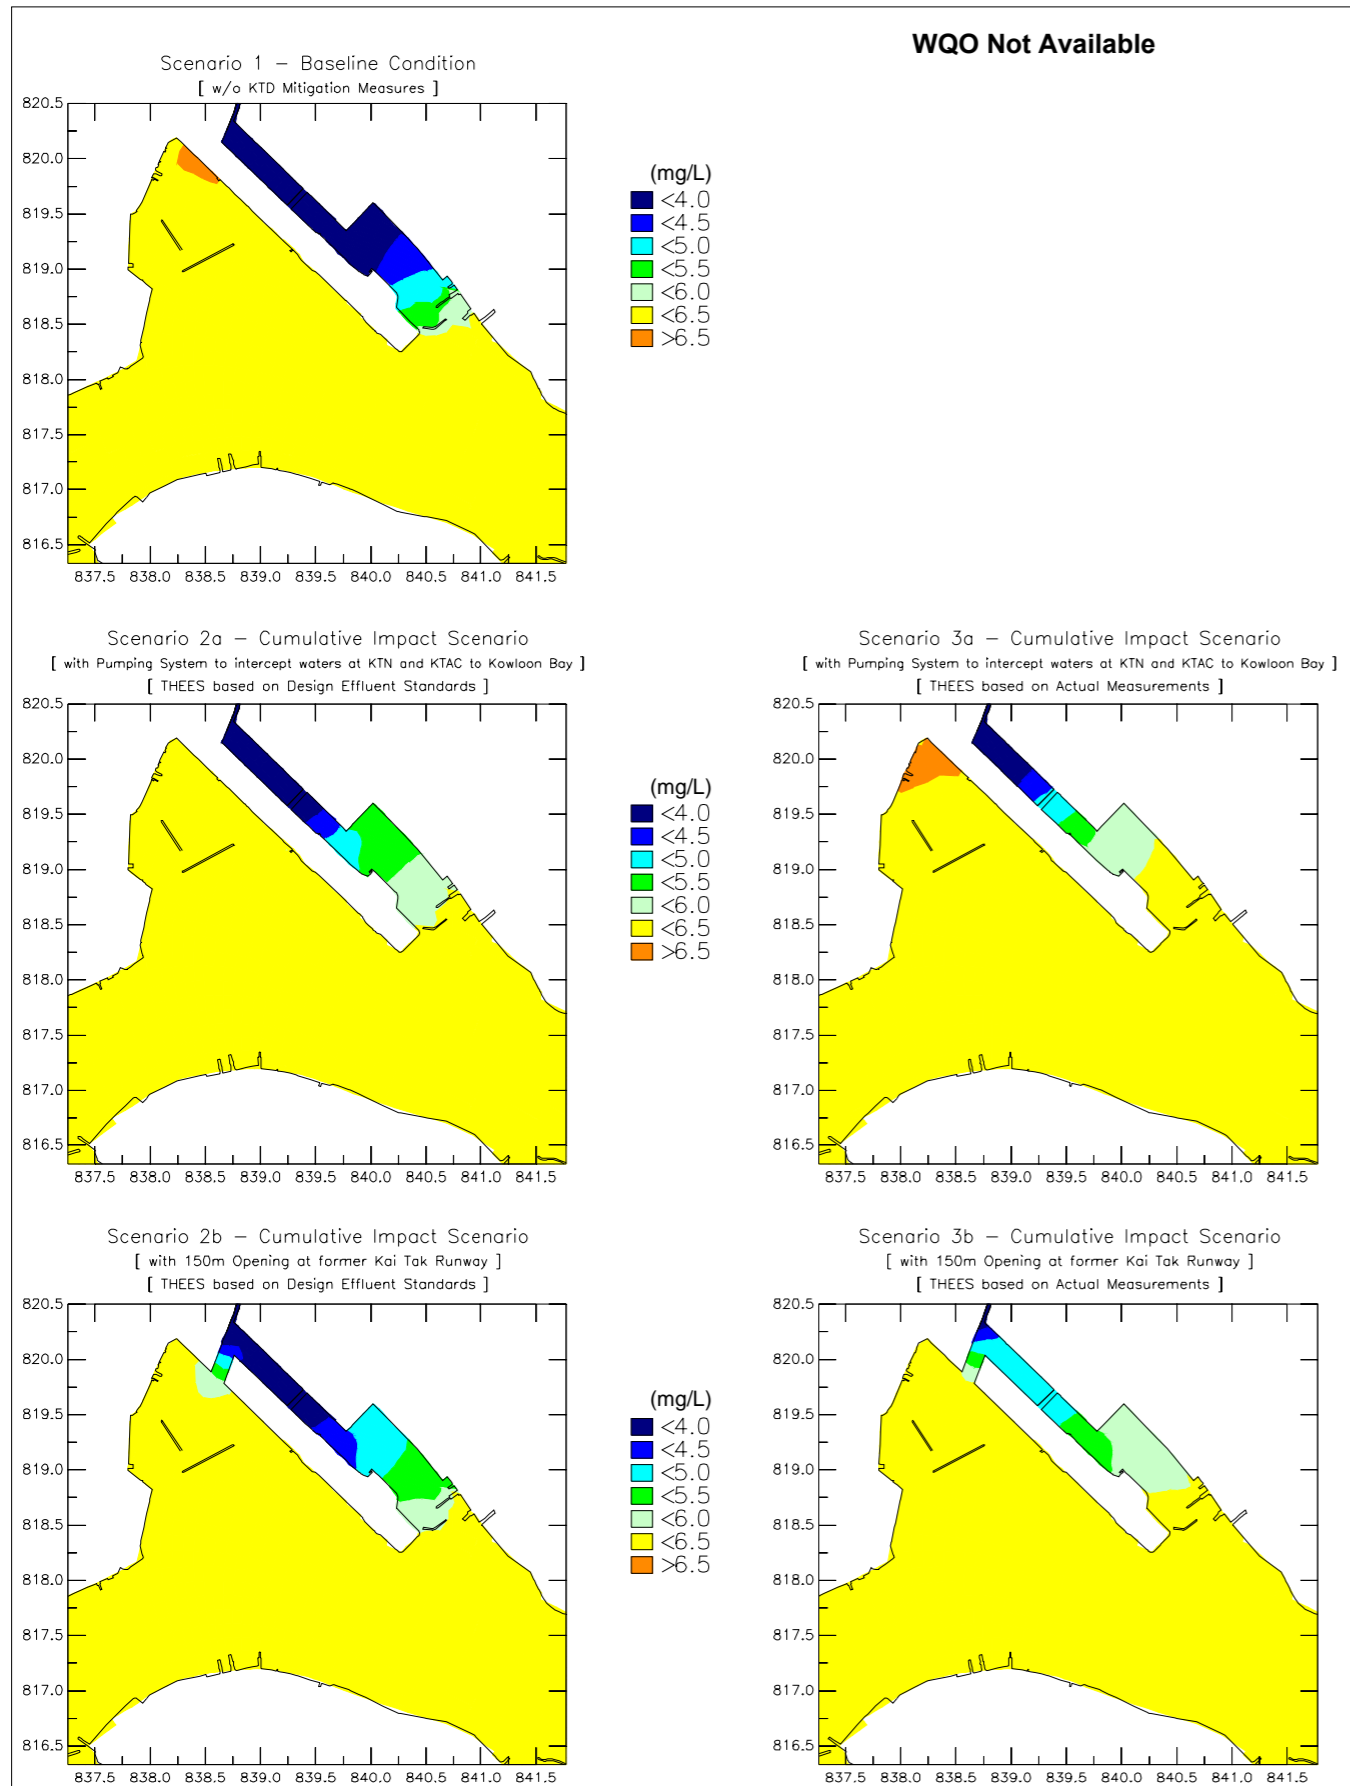 WQO Not Available
Scenario 1 – Baseline Condition
[ w/o KTD Mitigation Measures ]
820.5
820.0
819.5
819.0
818.5
818.0
817.5
817.0
816.5
837.5 838.0 838.5 839.0 839.5 840.0 840.5 841.0 841.5
(mg/L)
<4.0
<4.5
<5.0
<5.5
<6.0
<6.5
>6.5
Scenario 2a – Cumulative Impact Scenario
[ with Pumping System to intercept waters at KTN and KTAC to Kowloon Bay ]
[ THEES based on Design Effluent Standards ]
820.5
820.0
819.5
819.0
818.5
818.0
817.5
817.0
816.5
837.5 838.0 838.5 839.0 839.5 840.0 840.5 841.0 841.5
(mg/L)
<4.0
<4.5
<5.0
<5.5
<6.0
<6.5
>6.5
Scenario 3a – Cumulative Impact Scenario
[ with Pumping System to intercept waters at KTN and KTAC to Kowloon Bay ]
[ THEES based on Actual Measurements ]
820.5
820.0
819.5
819.0
818.5
818.0
817.5
817.0
816.5
837.5 838.0 838.5 839.0 839.5 840.0 840.5 841.0 841.5
Scenario 2b – Cumulative Impact Scenario
[ with 150m Opening at former Kai Tak Runway ]
[ THEES based on Design Effluent Standards ]
820.5
820.0
819.5
819.0
818.5
818.0
817.5
817.0
816.5
837.5 838.0 838.5 839.0 839.5 840.0 840.5 841.0 841.5
(mg/L)
<4.0
<4.5
<5.0
<5.5
<6.0
<6.5
>6.5
Scenario 3b – Cumulative Impact Scenario
[ with 150m Opening at former Kai Tak Runway ]
[ THEES based on Actual Measurements ]
820.5
820.0
819.5
819.0
818.5
818.0
817.5
817.0
816.5
837.5 838.0 838.5 839.0 839.5 840.0 840.5 841.0 841.5